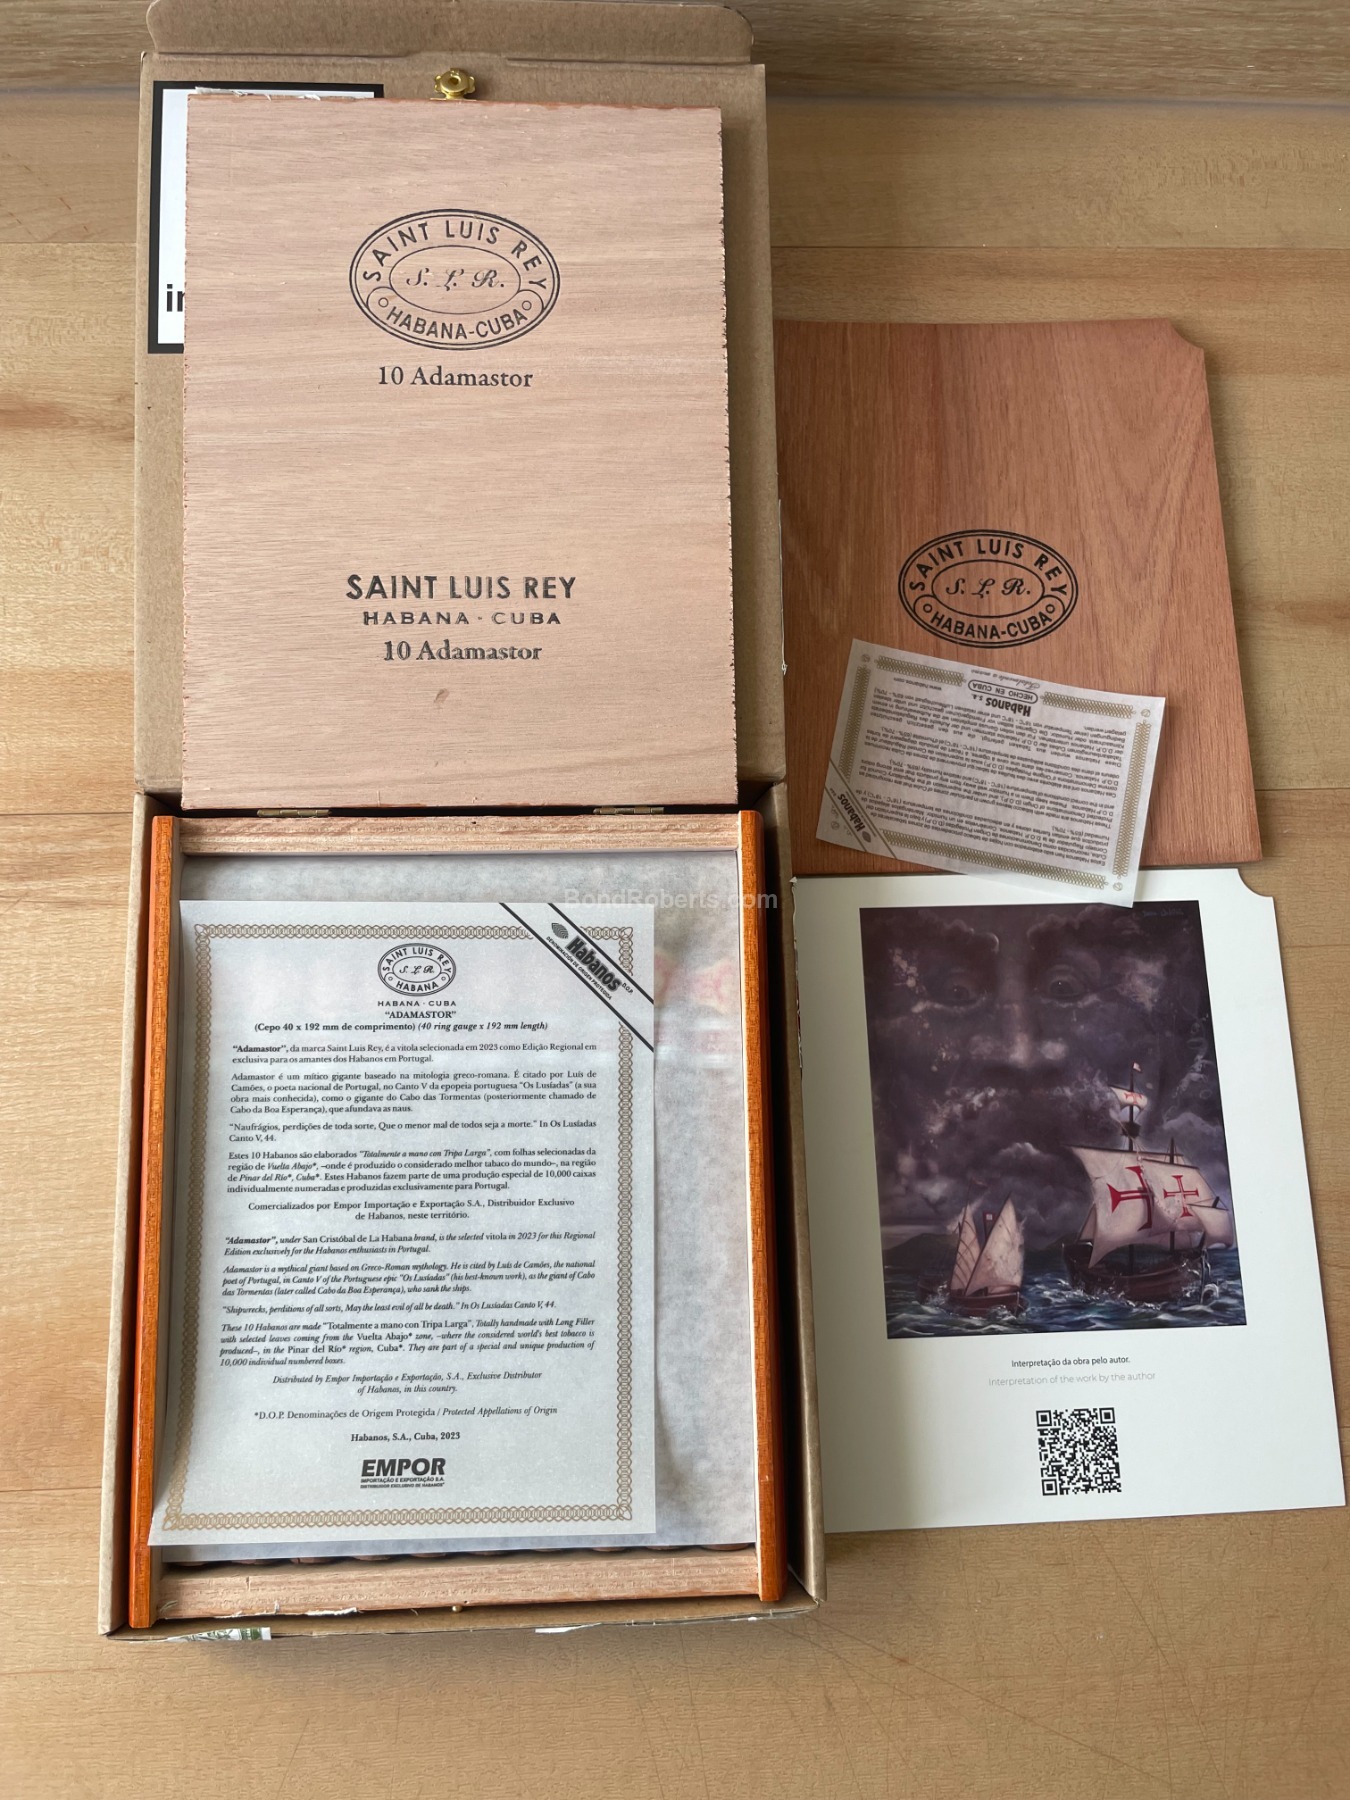 SAINT LUIS REY
S. L. R.
HABANA-CUBA
10 Adamastor
SAINT LUIS REY
HABANA - CUBA
10 Adamastor
SAINT LUIS REY
S. L. R.
HABANA-CUBA
Habanos S.A.
HECHO EN CUBA
www.habanos.com
Habanos
BondRoberts.com
Habanos D.O.P.
DENOMINACIÓN DE ORIGEN PROTEGIDA
SAINT LUIS REY
S. L. R.
HABANA
HABANA · CUBA
"ADAMASTOR"
(Cepo 40 x 192 mm de comprimento) (40 ring gauge x 192 mm length)
"Adamastor", da marca Saint Luis Rey, é a vitola selecionada em 2023 como Edição Regional em
exclusiva para os amantes dos Habanos em Portugal.
Adamastor é um mítico gigante baseado na mitologia greco-romana. É citado por Luís de
Camões, o poeta nacional de Portugal, no Canto V da epopeia portuguesa "Os Lusíadas" (a sua
obra mais conhecida), como o gigante do Cabo das Tormentas (posteriormente chamado de
Cabo da Boa Esperança), que afundava as naus.
"Naufrágios, perdições de toda sorte, Que o menor mal de todos seja a morte." In Os Lusíadas
Canto V, 44.
Estes 10 Habanos são elaborados "Totalmente a mano con Tripa Larga", com folhas selecionadas da
região de Vuelta Abajo*, –onde é produzido o considerado melhor tabaco do mundo–, na região
de Pinar del Río*, Cuba*. Estes Habanos fazem parte de uma produção especial de 10,000 caixas
individualmente numeradas e produzidas exclusivamente para Portugal.
Comercializados por Empor Importação e Exportação S.A., Distribuidor Exclusivo
de Habanos, neste território.
"Adamastor", under San Cristóbal de La Habana brand, is the selected vitola in 2023 for this Regional
Edition exclusively for the Habanos enthusiasts in Portugal.
Adamastor is a mythical giant based on Greco-Roman mythology. He is cited by Luís de Camões, the national
poet of Portugal, in Canto V of the Portuguese epic "Os Lusíadas" (his best-known work), as the giant of Cabo
das Tormentas (later called Cabo da Boa Esperança), who sank the ships.
"Shipwrecks, perditions of all sorts, May the least evil of all be death." In Os Lusíadas Canto V, 44.
These 10 Habanos are made "Totalmente a mano con Tripa Larga", Totally handmade with Long Filler
with selected leaves coming from the Vuelta Abajo* zone, –where the considered world's best tobacco is
produced–, in the Pinar del Río* region, Cuba*. They are part of a special and unique production of
10,000 individual numbered boxes.
Distributed by Empor Importação e Exportação, S.A., Exclusive Distributor
of Habanos, in this country.
*D.O.P. Denominações de Origem Protegida / Protected Appellations of Origin
Habanos, S.A., Cuba, 2023
EMPOR
IMPORTAÇÃO E EXPORTAÇÃO S.A.
DISTRIBUIDOR EXCLUSIVO DE HABANOS
Interpretação da obra pelo autor.
Interpretation of the work by the author